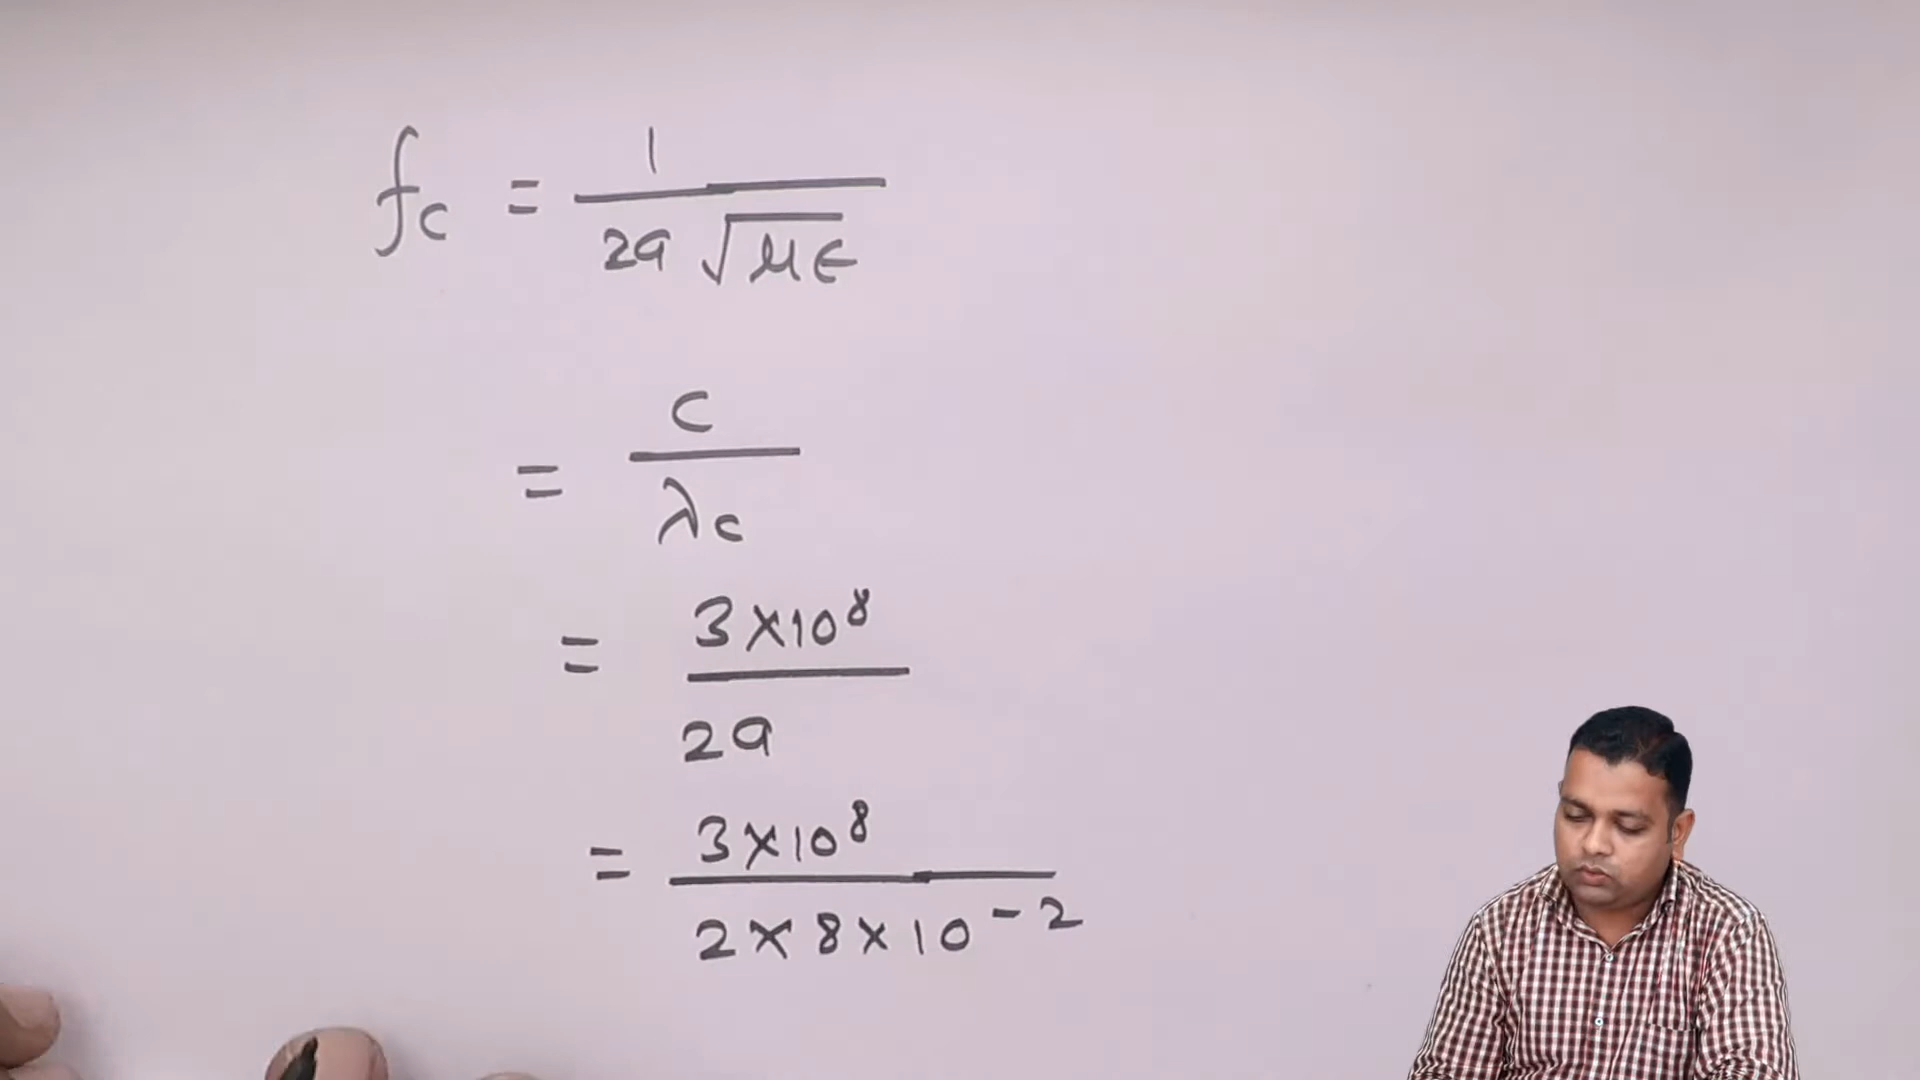 fc = 1 / 2a √με
= c / λc
= 3×10⁸ / 2a
= 3×10⁸ / 2×8×10⁻²